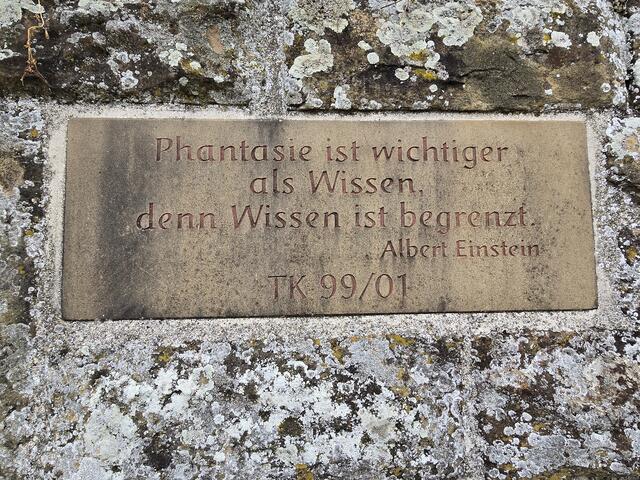 Phantasie ist wichtiger
als Wissen,
denn Wissen ist begrenzt.
Albert Einstein
TK 99/01